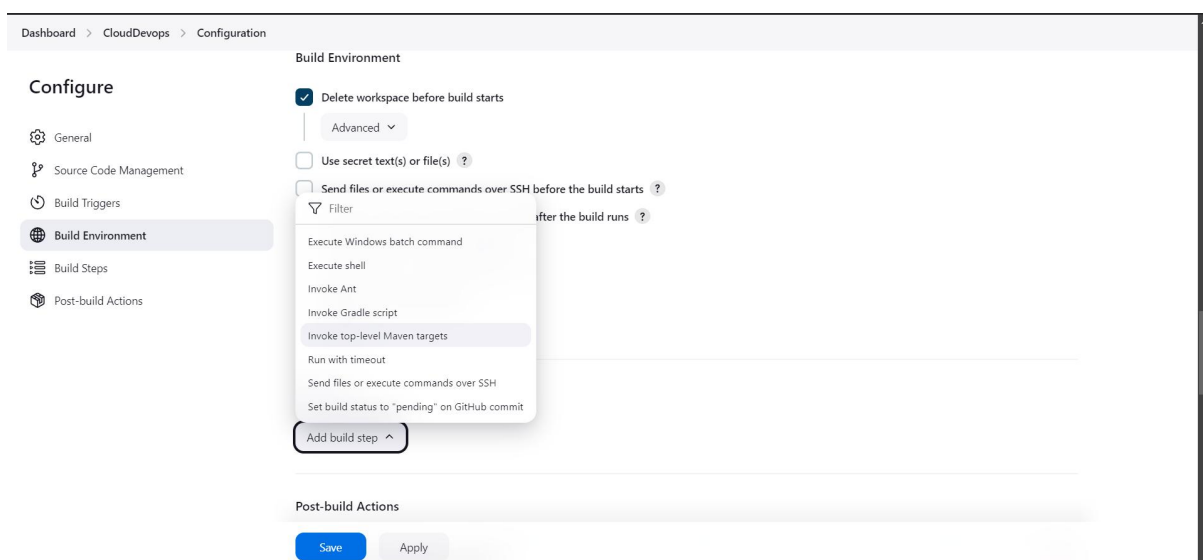 Dashboard > CloudDevops > Configuration
Configure
General
Source Code Management
Build Triggers
Build Environment
Build Steps
Post-build Actions
Build Environment
Delete workspace before build starts
Advanced
Use secret text(s) or file(s) ?
Send files or execute commands over SSH before the build starts ?
after the build runs ?
Filter
Execute Windows batch command
Execute shell
Invoke Ant
Invoke Gradle script
Invoke top-level Maven targets
Run with timeout
Send files or execute commands over SSH
Set build status to "pending" on GitHub commit
Add build step
Post-build Actions
Save Apply